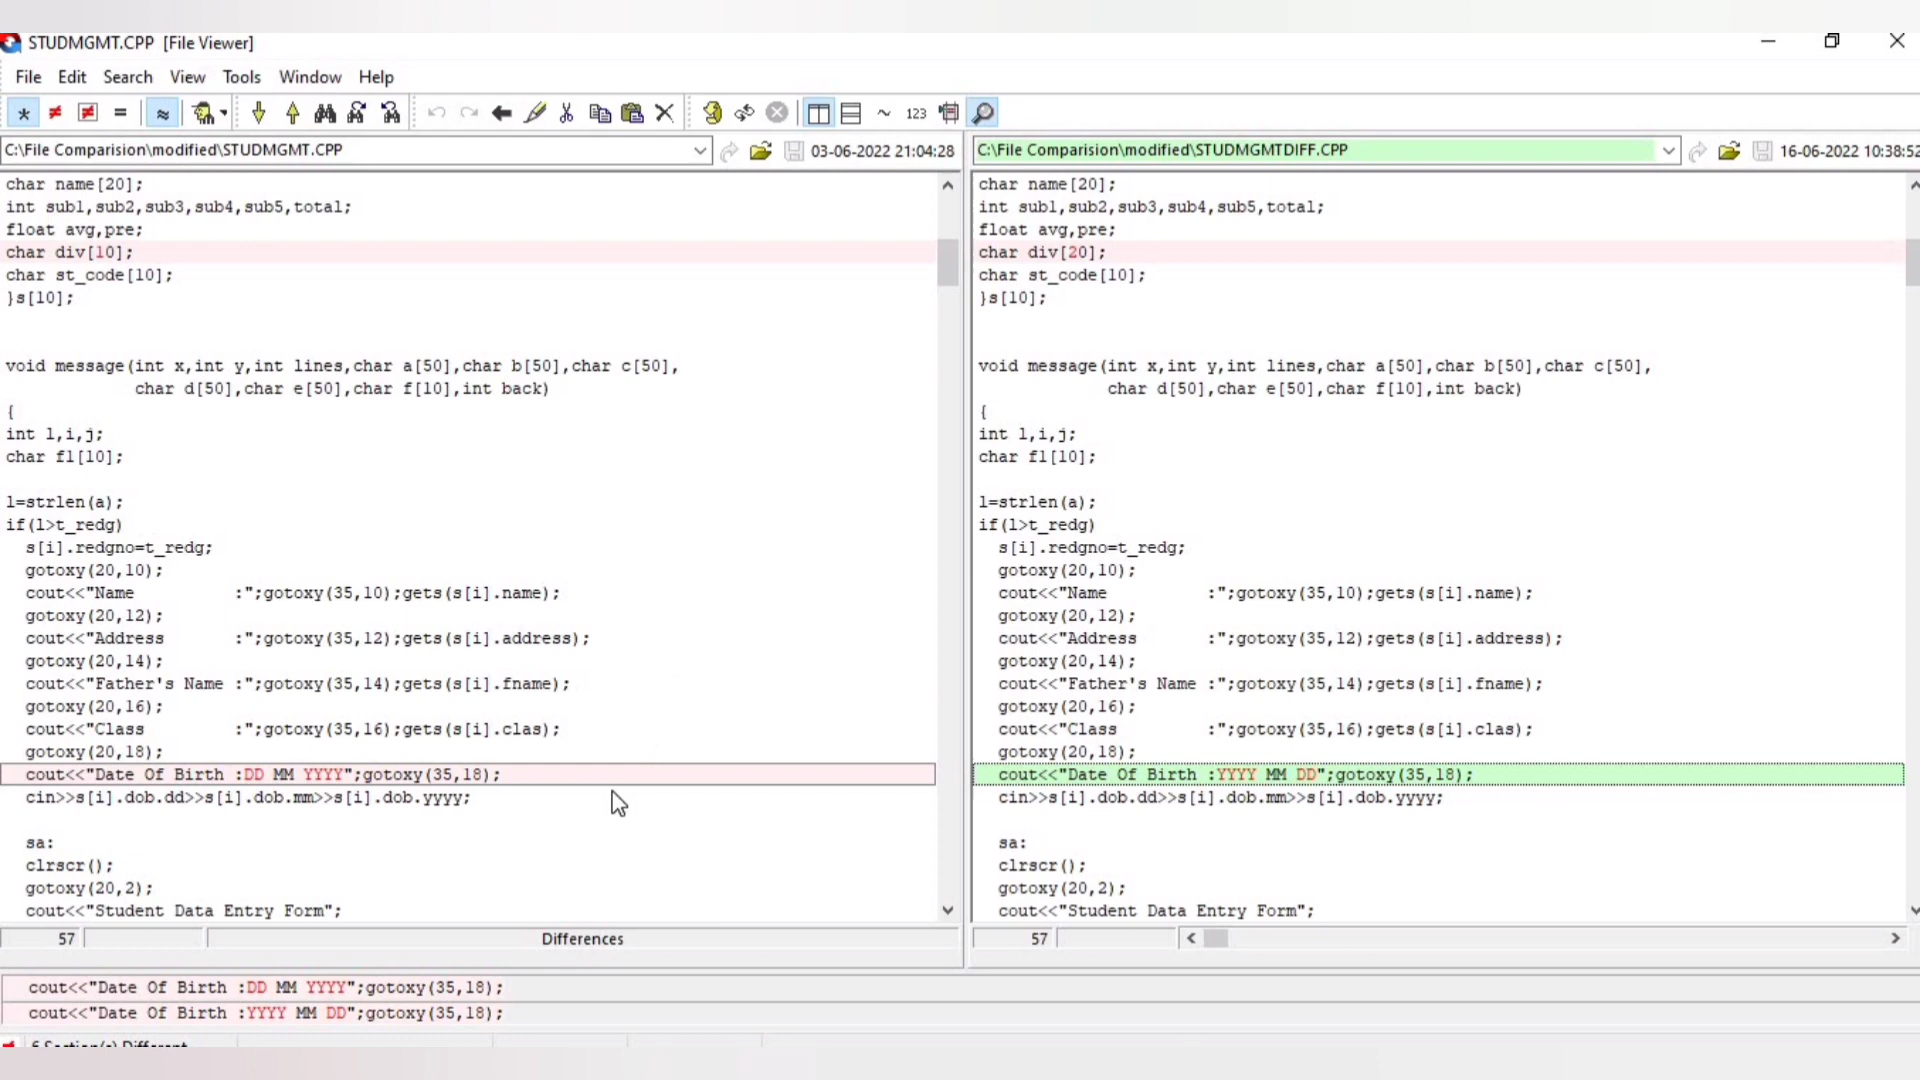 STUDMGMT.CPP [File Viewer]
File Edit Search View Tools Window Help
123
C:\File Comparision\modified\STUDMGMT.CPP 03-06-2022 21:04:28
char name[20];
int sub1,sub2,sub3,sub4,sub5,total;
float avg,pre;
char div[10];
char st_code[10];
}s[10];
void message(int x,int y,int lines,char a[50],char b[50],char c[50],
char d[50],char e[50],char f[10],int back)
{
int l,i,j;
char f1[10];
l=strlen(a);
if(l>t_redg)
s[i].redgno=t_redg;
gotoxy(20,10);
cout<<"Name :";gotoxy(35,10);gets(s[i].name);
gotoxy(20,12);
cout<<"Address :";gotoxy(35,12);gets(s[i].address);
gotoxy(20,14);
cout<<"Father's Name :";gotoxy(35,14);gets(s[i].fname);
gotoxy(20,16);
cout<<"Class :";gotoxy(35,16);gets(s[i].clas);
gotoxy(20,18);
cout<<"Date Of Birth :DD MM YYYY";gotoxy(35,18);
cin>>s[i].dob.dd>>s[i].dob.mm>>s[i].dob.yyyy;
sa:
clrscr();
gotoxy(20,2);
cout<<"Student Data Entry Form";
57 Differences
C:\File Comparision\modified\STUDMGMTDIFF.CPP 16-06-2022 10:38:52
char name[20];
int sub1,sub2,sub3,sub4,sub5,total;
float avg,pre;
char div[20];
char st_code[10];
}s[10];
void message(int x,int y,int lines,char a[50],char b[50],char c[50],
char d[50],char e[50],char f[10],int back)
{
int l,i,j;
char f1[10];
l=strlen(a);
if(l>t_redg)
s[i].redgno=t_redg;
gotoxy(20,10);
cout<<"Name :";gotoxy(35,10);gets(s[i].name);
gotoxy(20,12);
cout<<"Address :";gotoxy(35,12);gets(s[i].address);
gotoxy(20,14);
cout<<"Father's Name :";gotoxy(35,14);gets(s[i].fname);
gotoxy(20,16);
cout<<"Class :";gotoxy(35,16);gets(s[i].clas);
gotoxy(20,18);
cout<<"Date Of Birth :YYYY MM DD";gotoxy(35,18);
cin>>s[i].dob.dd>>s[i].dob.mm>>s[i].dob.yyyy;
sa:
clrscr();
gotoxy(20,2);
cout<<"Student Data Entry Form";
57
cout<<"Date Of Birth :DD MM YYYY";gotoxy(35,18);
cout<<"Date Of Birth :YYYY MM DD";gotoxy(35,18);
6 Section(s) Different